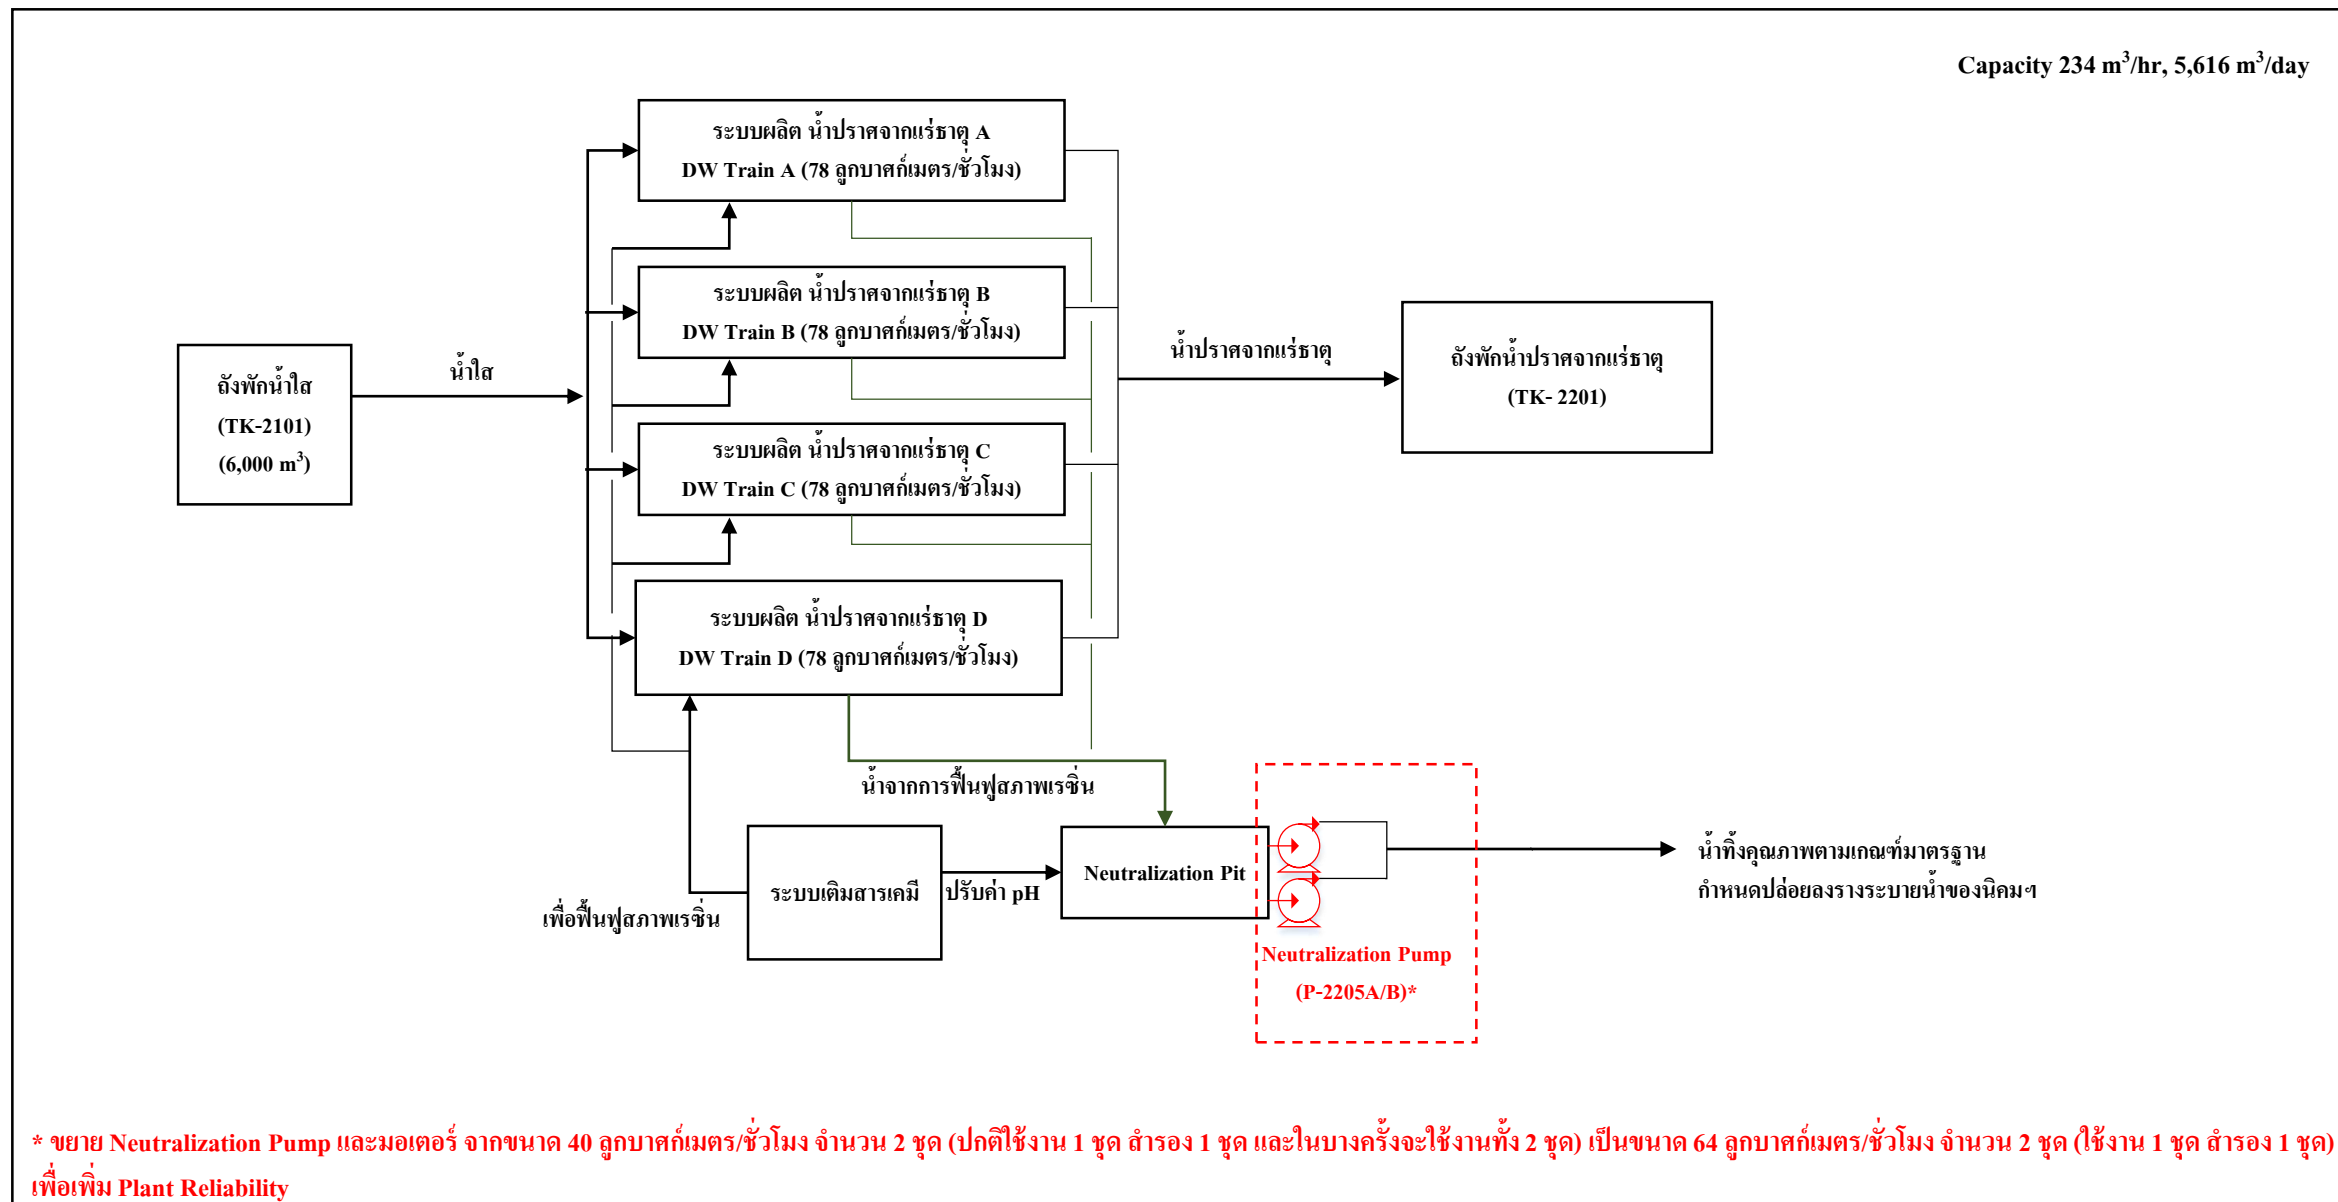 Capacity 234 m³/hr, 5,616 m³/day
ระบบผลิต น้ำปราศจากแร่ธาตุ A
DW Train A (78 ลูกบาศก์เมตร/ชั่วโมง)
ระบบผลิต น้ำปราศจากแร่ธาตุ B
DW Train B (78 ลูกบาศก์เมตร/ชั่วโมง)
น้ำปราศจากแร่ธาตุ
ถังพักน้ำปราศจากแร่ธาตุ
(TK- 2201)
น้ำใส
ถังพักน้ำใส
(TK-2101)
(6,000 m³)
ระบบผลิต น้ำปราศจากแร่ธาตุ C
DW Train C (78 ลูกบาศก์เมตร/ชั่วโมง)
ระบบผลิต น้ำปราศจากแร่ธาตุ D
DW Train D (78 ลูกบาศก์เมตร/ชั่วโมง)
น้ำจากการฟื้นฟูสภาพเรซิ่น
เพื่อฟื้นฟูสภาพเรซิ่น
ระบบเติมสารเคมี
ปรับค่า pH
Neutralization Pit
น้ำทิ้งคุณภาพตามเกณฑ์มาตรฐาน
กำหนดปล่อยลงรางระบายน้ำของนิคมฯ
Neutralization Pump
(P-2205A/B)*
* ขยาย Neutralization Pump และมอเตอร์ จากขนาด 40 ลูกบาศก์เมตร/ชั่วโมง จำนวน 2 ชุด (ปกติใช้งาน 1 ชุด สำรอง 1 ชุด และในบางครั้งจะใช้งานทั้ง 2 ชุด) เป็นขนาด 64 ลูกบาศก์เมตร/ชั่วโมง จำนวน 2 ชุด (ใช้งาน 1 ชุด สำรอง 1 ชุด)
เพื่อเพิ่ม Plant Reliability